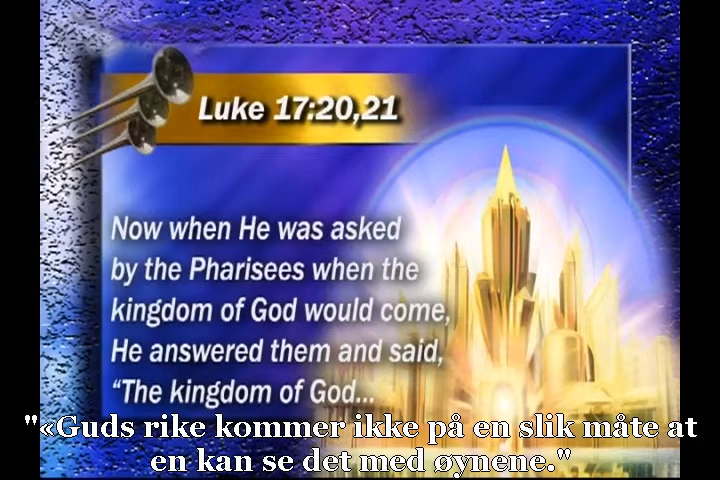 Luke 17:20,21
Now when He was asked
by the Pharisees when the
kingdom of God would come,
He answered them and said,
“The kingdom of God...
"«Guds rike kommer ikke på en slik måte at
en kan se det med øynene."